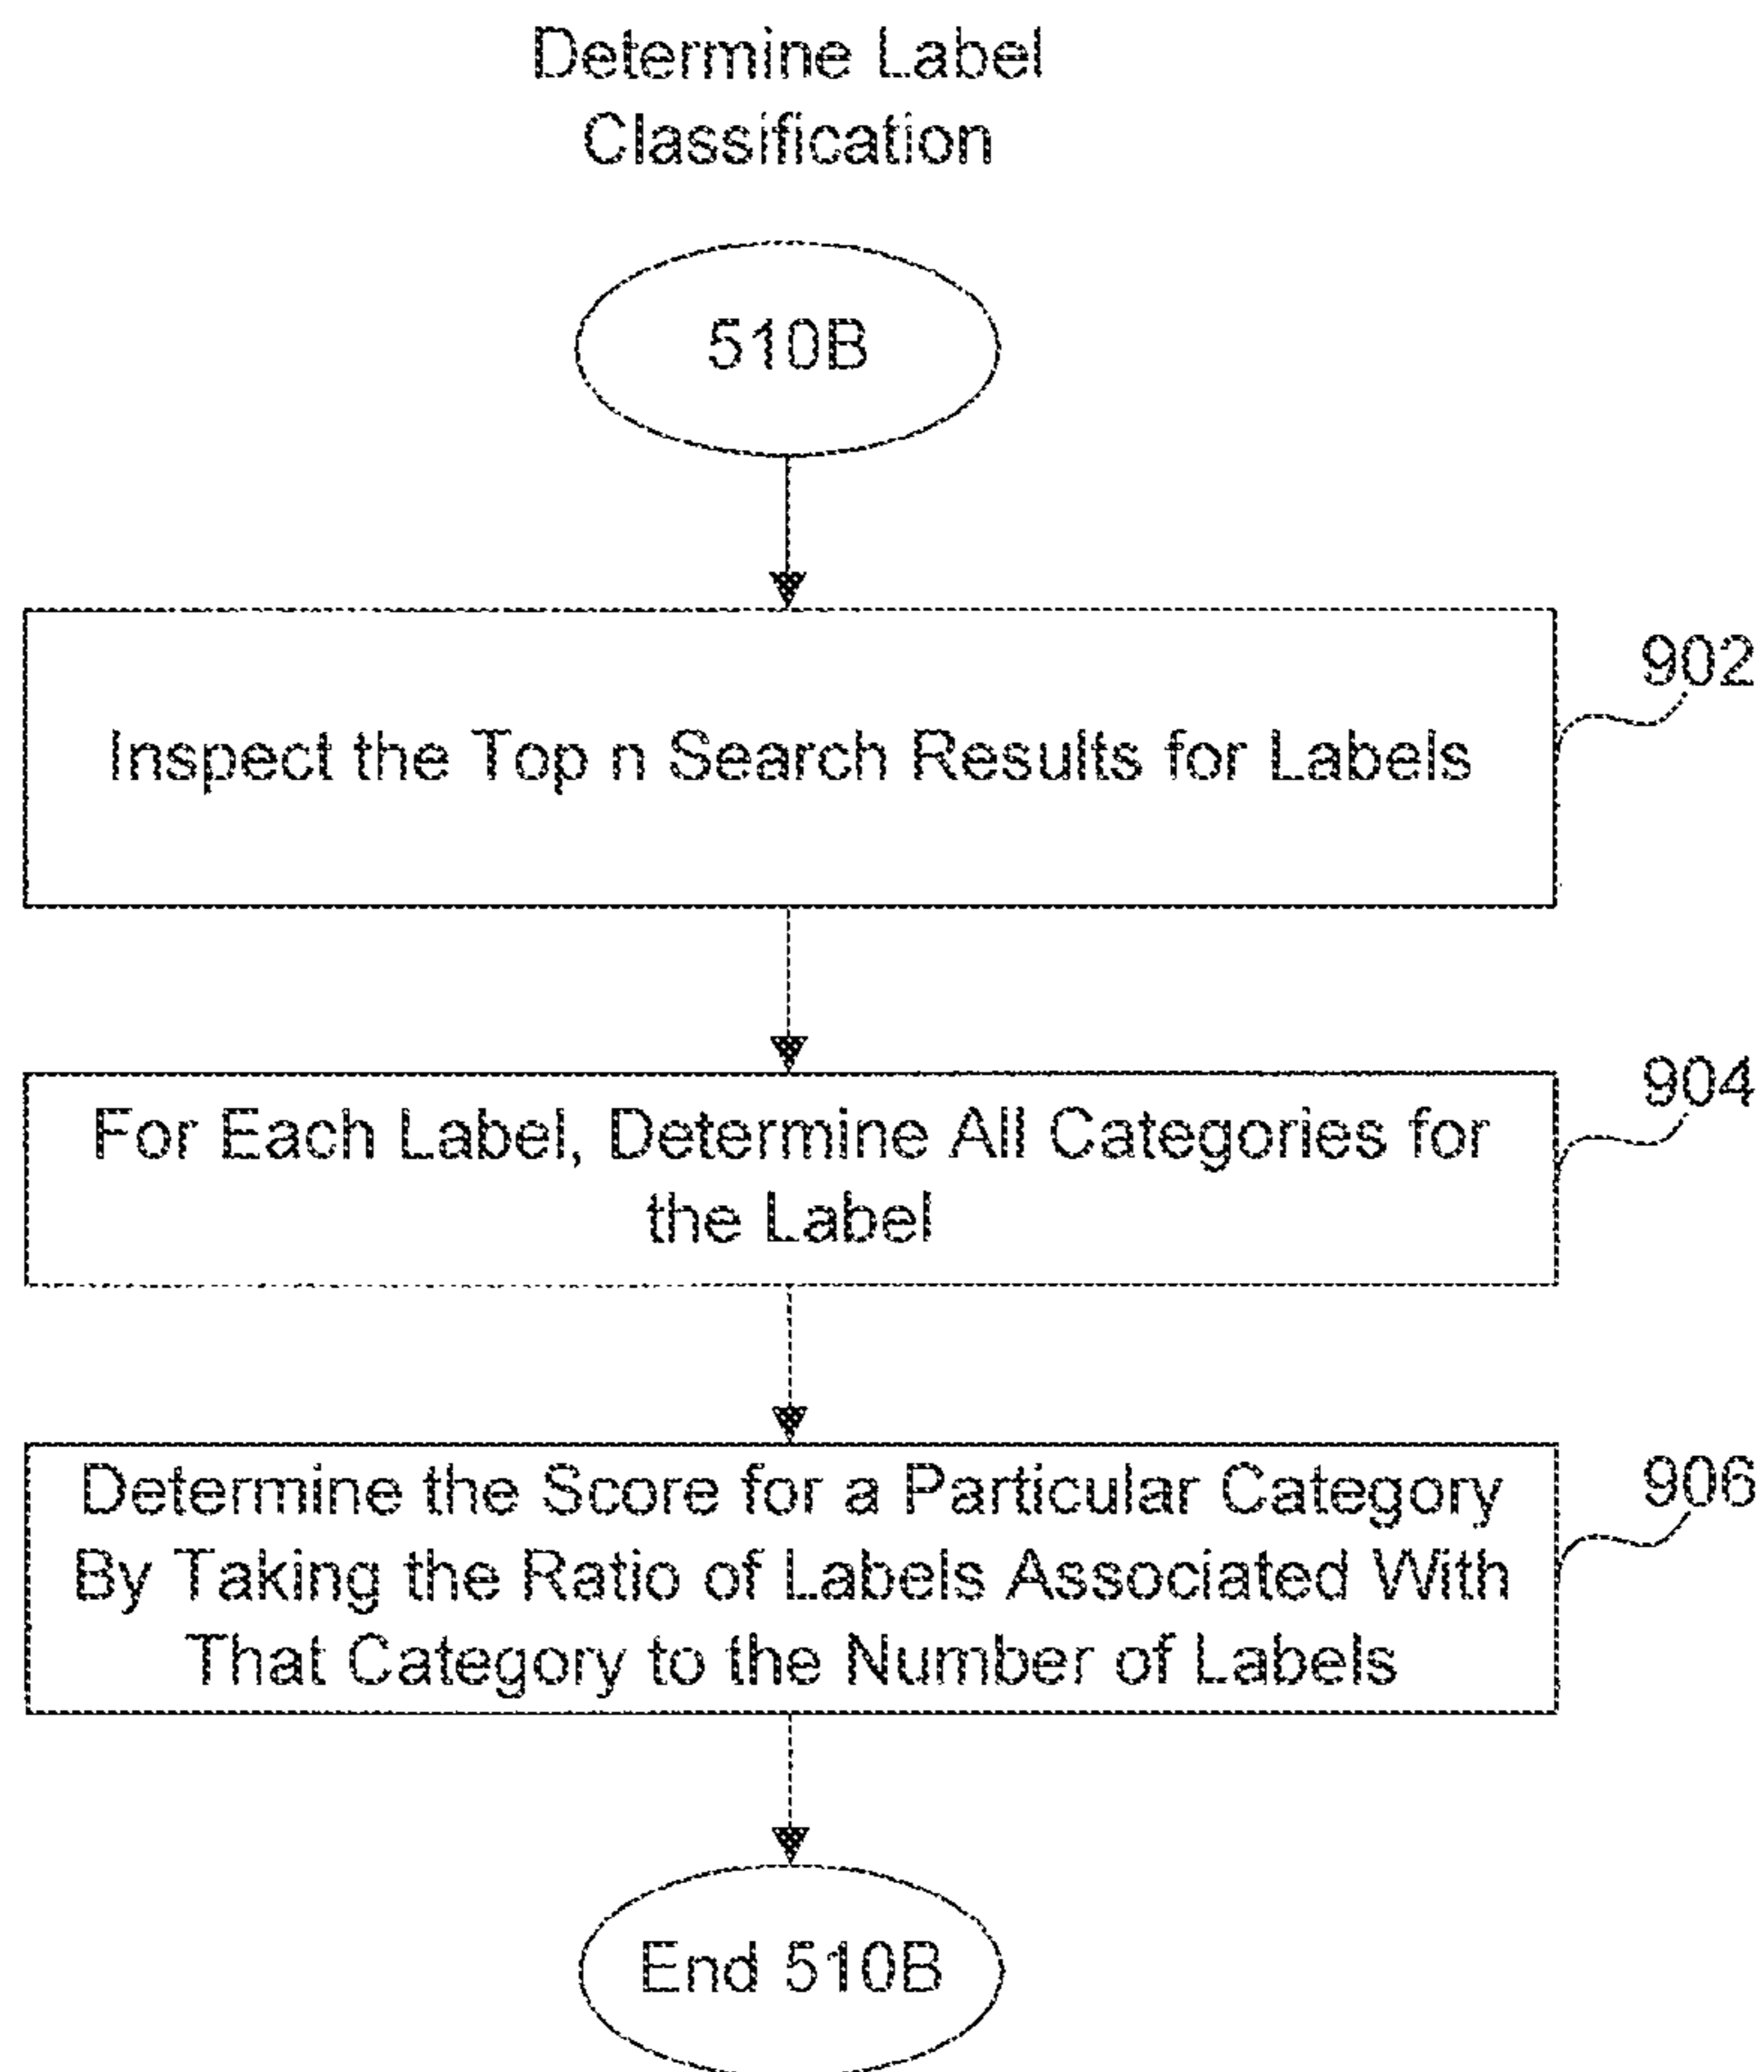 Determine Label
Classification
510B
902
Inspect the Top n Search Results for Labels
904
For Each Label, Determine All Categories for
the Label
906
Determine the Score for a Particular Category
By Taking the Ratio of Labels Associated With
That Category to the Number of Labels
End 510B